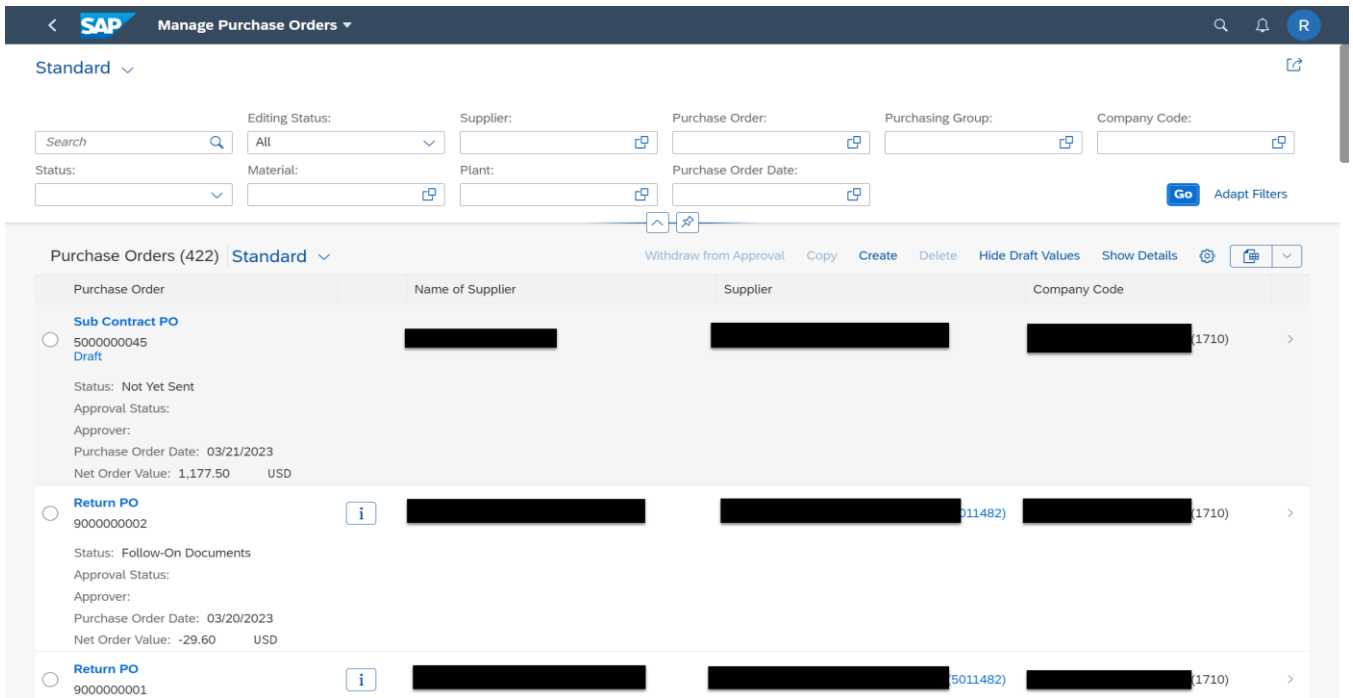 SAP Manage Purchase Orders
R
Standard
Editing Status: Supplier: Purchase Order: Purchasing Group: Company Code:
Search All
Status: Material: Plant: Purchase Order Date:
Go Adapt Filters
Purchase Orders (422) Standard Withdraw from Approval Copy Create Delete Hide Draft Values Show Details
Purchase Order Name of Supplier Supplier Company Code
Sub Contract PO
5000000045 (1710)
Draft
Status: Not Yet Sent
Approval Status:
Approver:
Purchase Order Date: 03/21/2023
Net Order Value: 1,177.50 USD
Return PO
9000000002 i 011482) (1710)
Status: Follow-On Documents
Approval Status:
Approver:
Purchase Order Date: 03/20/2023
Net Order Value: -29.60 USD
Return PO
9000000001 i (5011482) (1710)